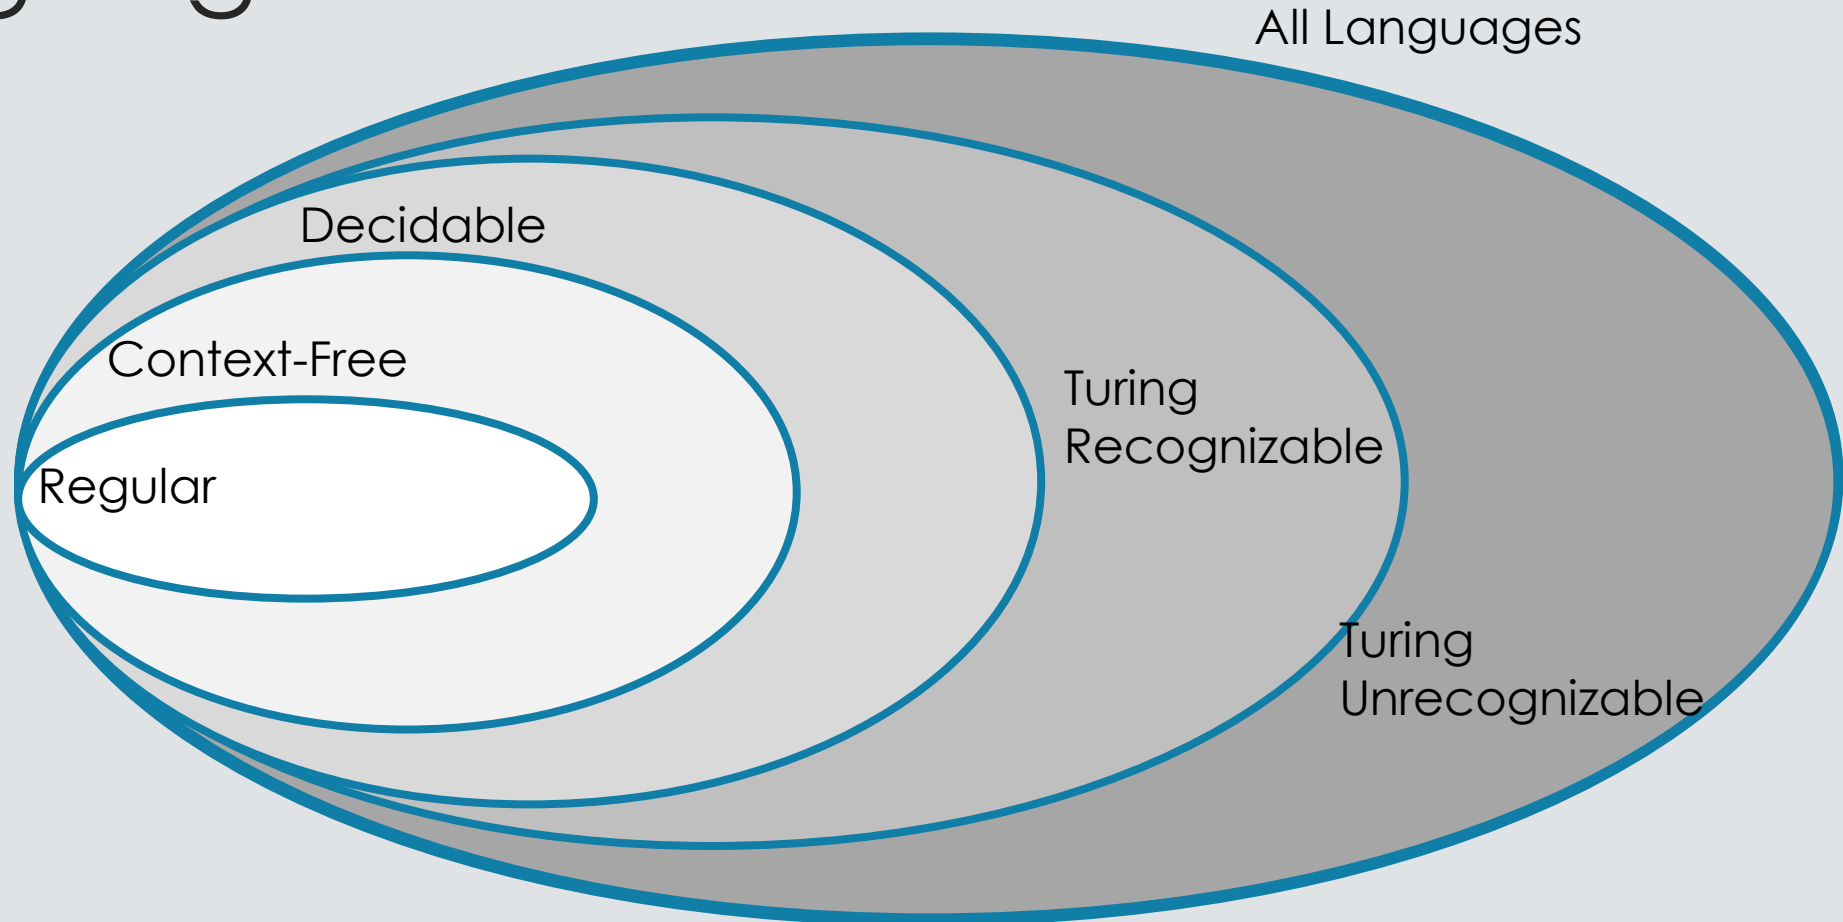 All Languages
Decidable
Context-Free
Turing
Recognizable
Regular
Turing
Unrecognizable